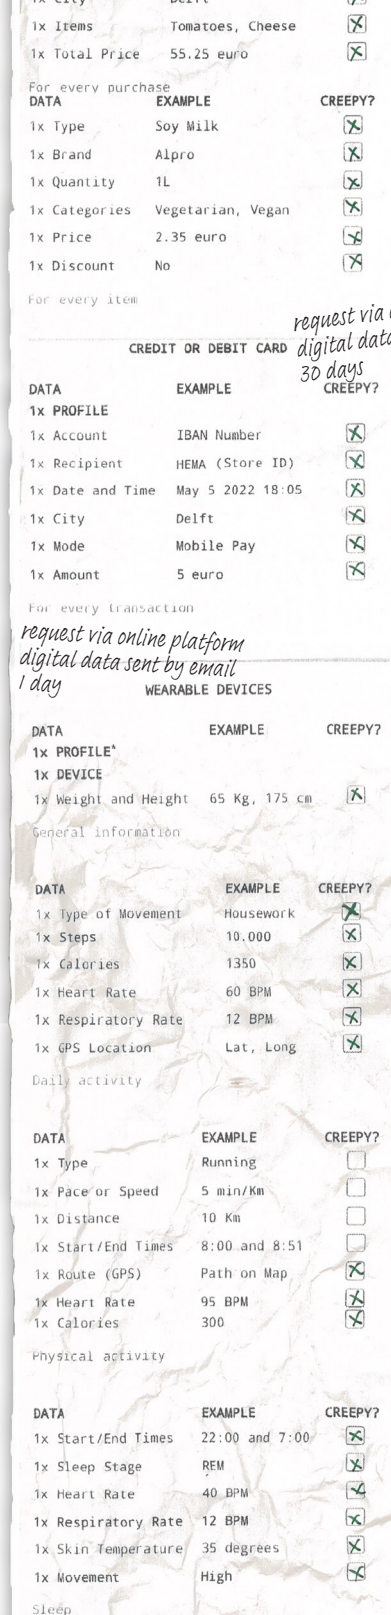 1x City Delft
1x Items Tomatoes, Cheese
1x Total Price 55.25 euro
For every purchase
DATA EXAMPLE CREEPY?
1x Type Soy Milk
1x Brand Alpro
1x Quantity 1L
1x Categories Vegetarian, Vegan
1x Price 2.35 euro
1x Discount No
For every item
request via
digital data
30 days
CREDIT OR DEBIT CARD
DATA EXAMPLE CREEPY?
1x PROFILE
1x Account IBAN Number
1x Recipient HEMA (Store ID)
1x Date and Time May 5 2022 18:05
1x City Delft
1x Mode Mobile Pay
1x Amount 5 euro
For every transaction
request via online platform
digital data sent by email
1 day
WEARABLE DEVICES
DATA EXAMPLE CREEPY?
1x PROFILE*
1x DEVICE
1x Weight and Height 65 Kg, 175 cm
General information
DATA EXAMPLE CREEPY?
1x Type of Movement Housework
1x Steps 10.000
1x Calories 1350
1x Heart Rate 60 BPM
1x Respiratory Rate 12 BPM
1x GPS Location Lat, Long
Daily activity
DATA EXAMPLE CREEPY?
1x Type Running
1x Pace or Speed 5 min/Km
1x Distance 10 Km
1x Start/End Times 8:00 and 8:51
1x Route (GPS) Path on Map
1x Heart Rate 95 BPM
1x Calories 300
Physical activity
DATA EXAMPLE CREEPY?
1x Start/End Times 22:00 and 7:00
1x Sleep Stage REM
1x Heart Rate 40 BPM
1x Respiratory Rate 12 BPM
1x Skin Temperature 35 degrees
1x Movement High
Sleep